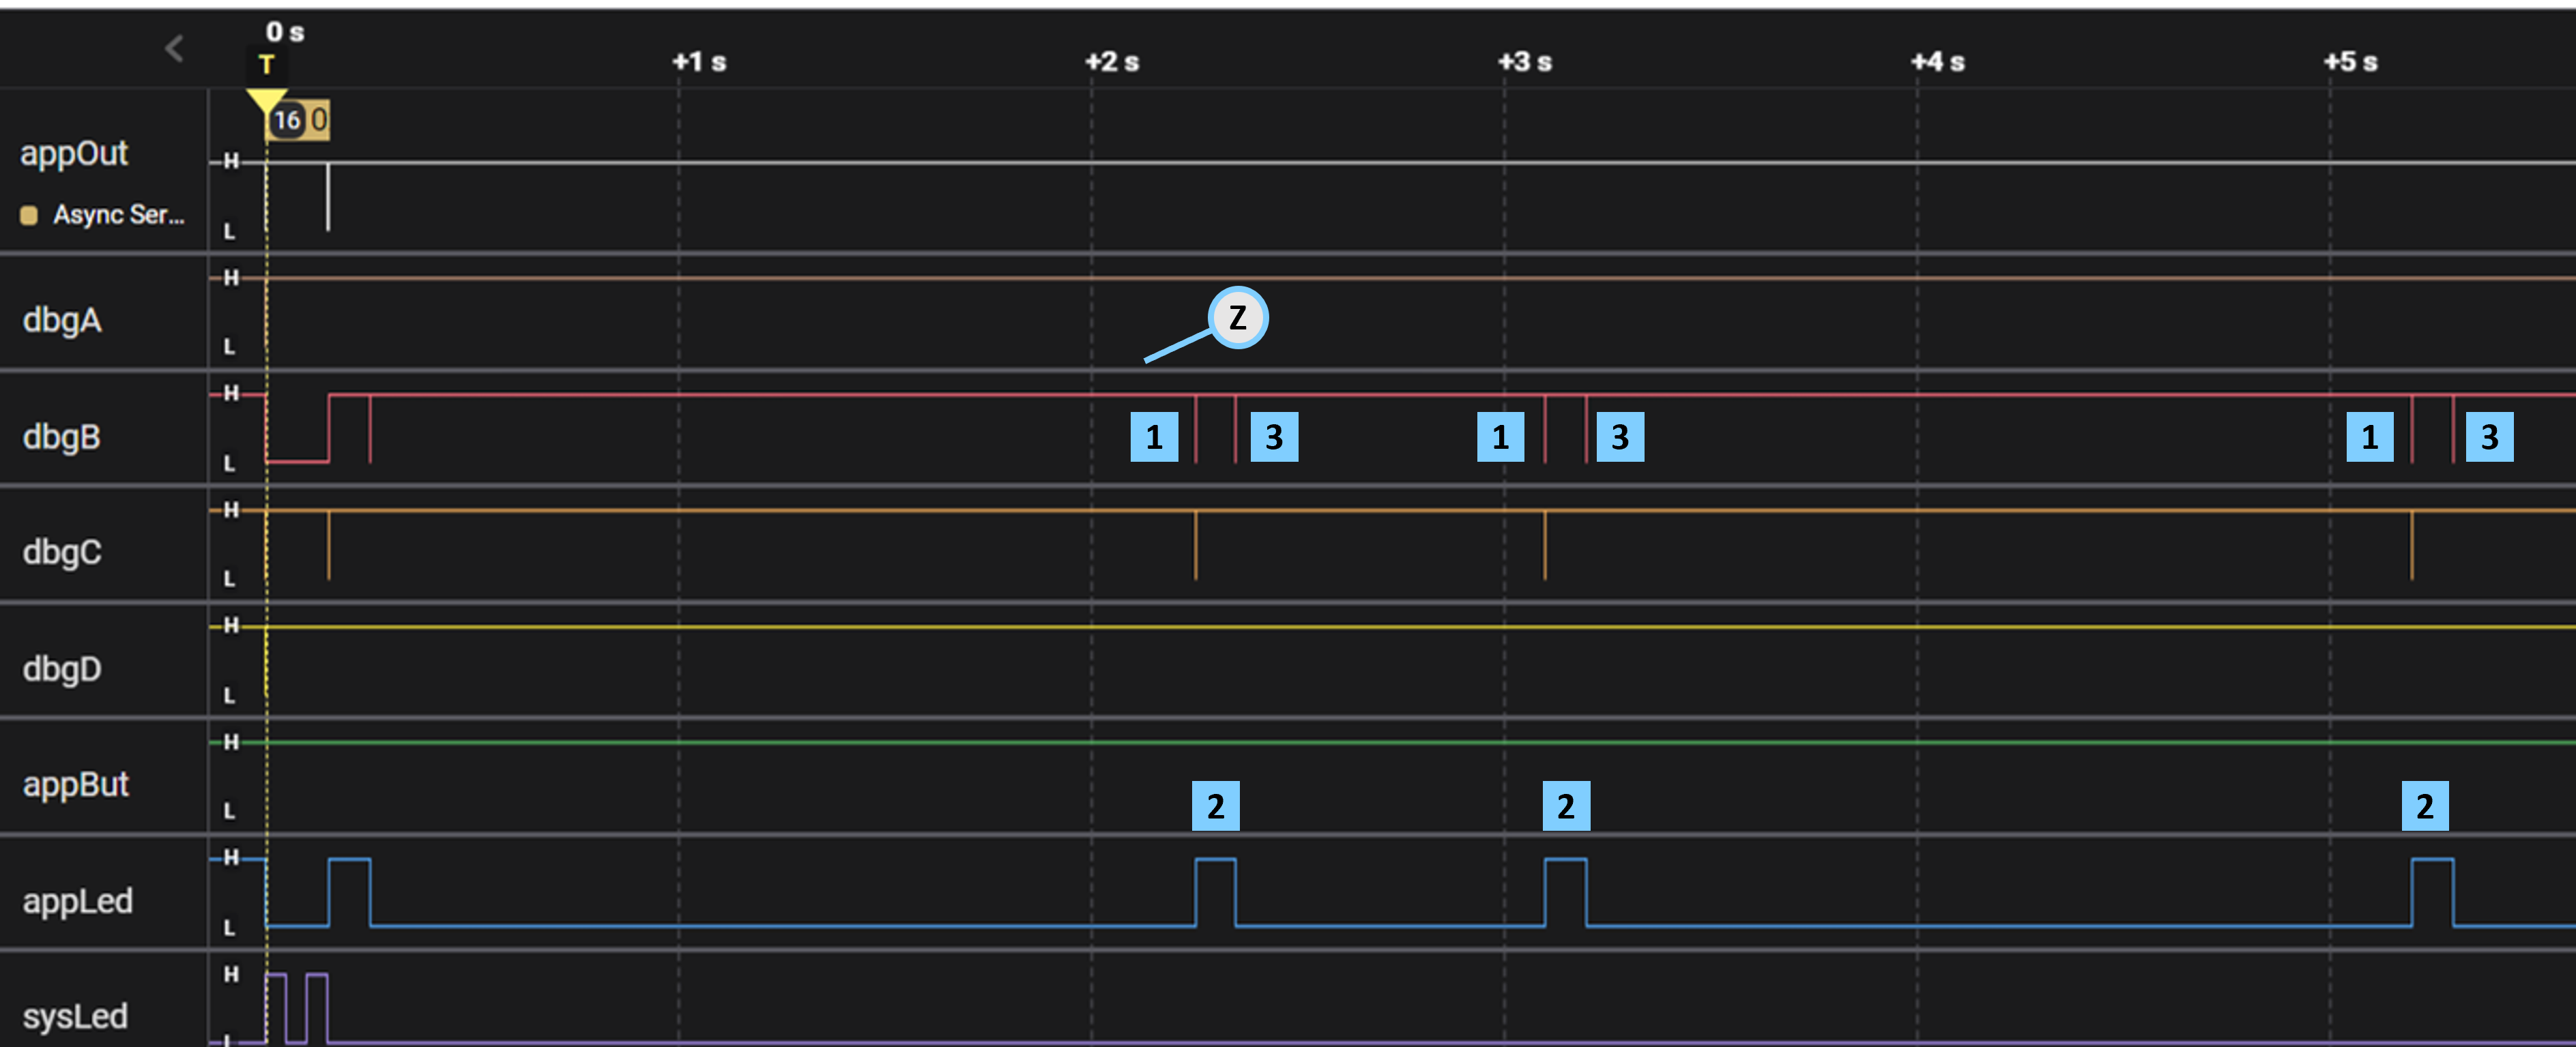 0 s
T
+1 s
+2 s
+3 s
+4 s
+5 s
16 0
appOut
H
L
Async Ser...
dbgA
H
L
Z
dbgB
H
L
1
3
1
3
1
3
dbgC
H
L
dbgD
H
L
appBut
H
L
2
2
2
appLed
H
L
sysLed
H
L